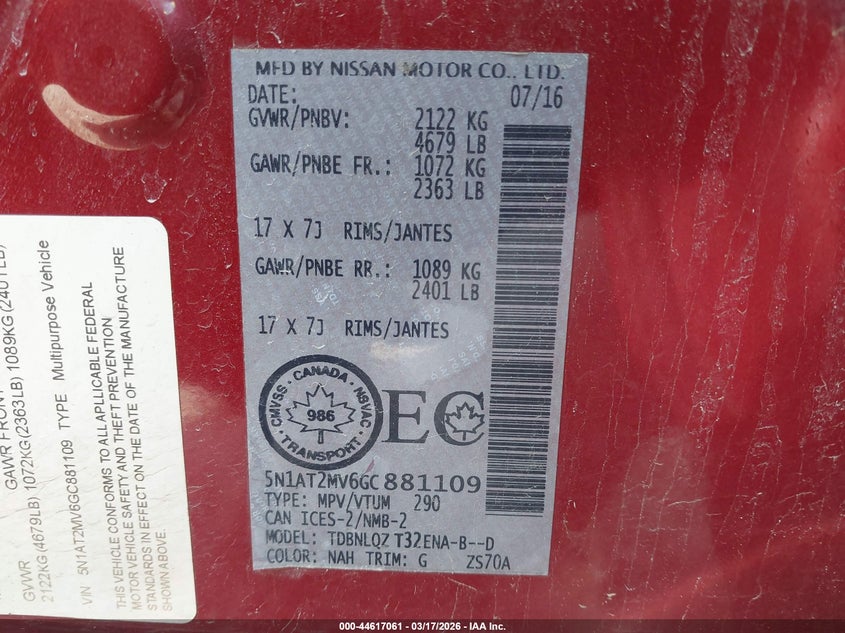 MFD BY NISSAN MOTOR CO., LTD.
DATE: 07/16
GVWR/PNBV: 2122 KG
4679 LB
GAWR/PNBE FR.: 1072 KG
2363 LB
17 X 7J RIMS/JANTES
GAWR/PNBE RR.: 1089 KG
2401 LB
17 X 7J RIMS/JANTES
CMVSS · CANADA · NSVAC · TRANSPORT ·
986
EC
5N1AT2MV6GC881109
TYPE: MPV/VTUM 290
CAN ICES-2/NMB-2
MODEL: TDBNLQZ T32ENA-B--D
COLOR: NAH TRIM: G ZS70A
GAWR FRONT
GVWR
2122KG(4679LB) 1072KG(2363LB) 1089KG(2401LB)
VIN 5N1AT2MV6GC881109 TYPE Multipurpose Vehicle
THIS VEHICLE CONFORMS TO ALL APLLICABLE FEDERAL
MOTOR VEHICLE SAFETY AND THEFT PREVENTION
STANDARDS IN EFFECT ON THE DATE OF THE MANUFACTURE
SHOWN ABOVE.
000-44617061 - 03/17/2026 - IAA Inc.